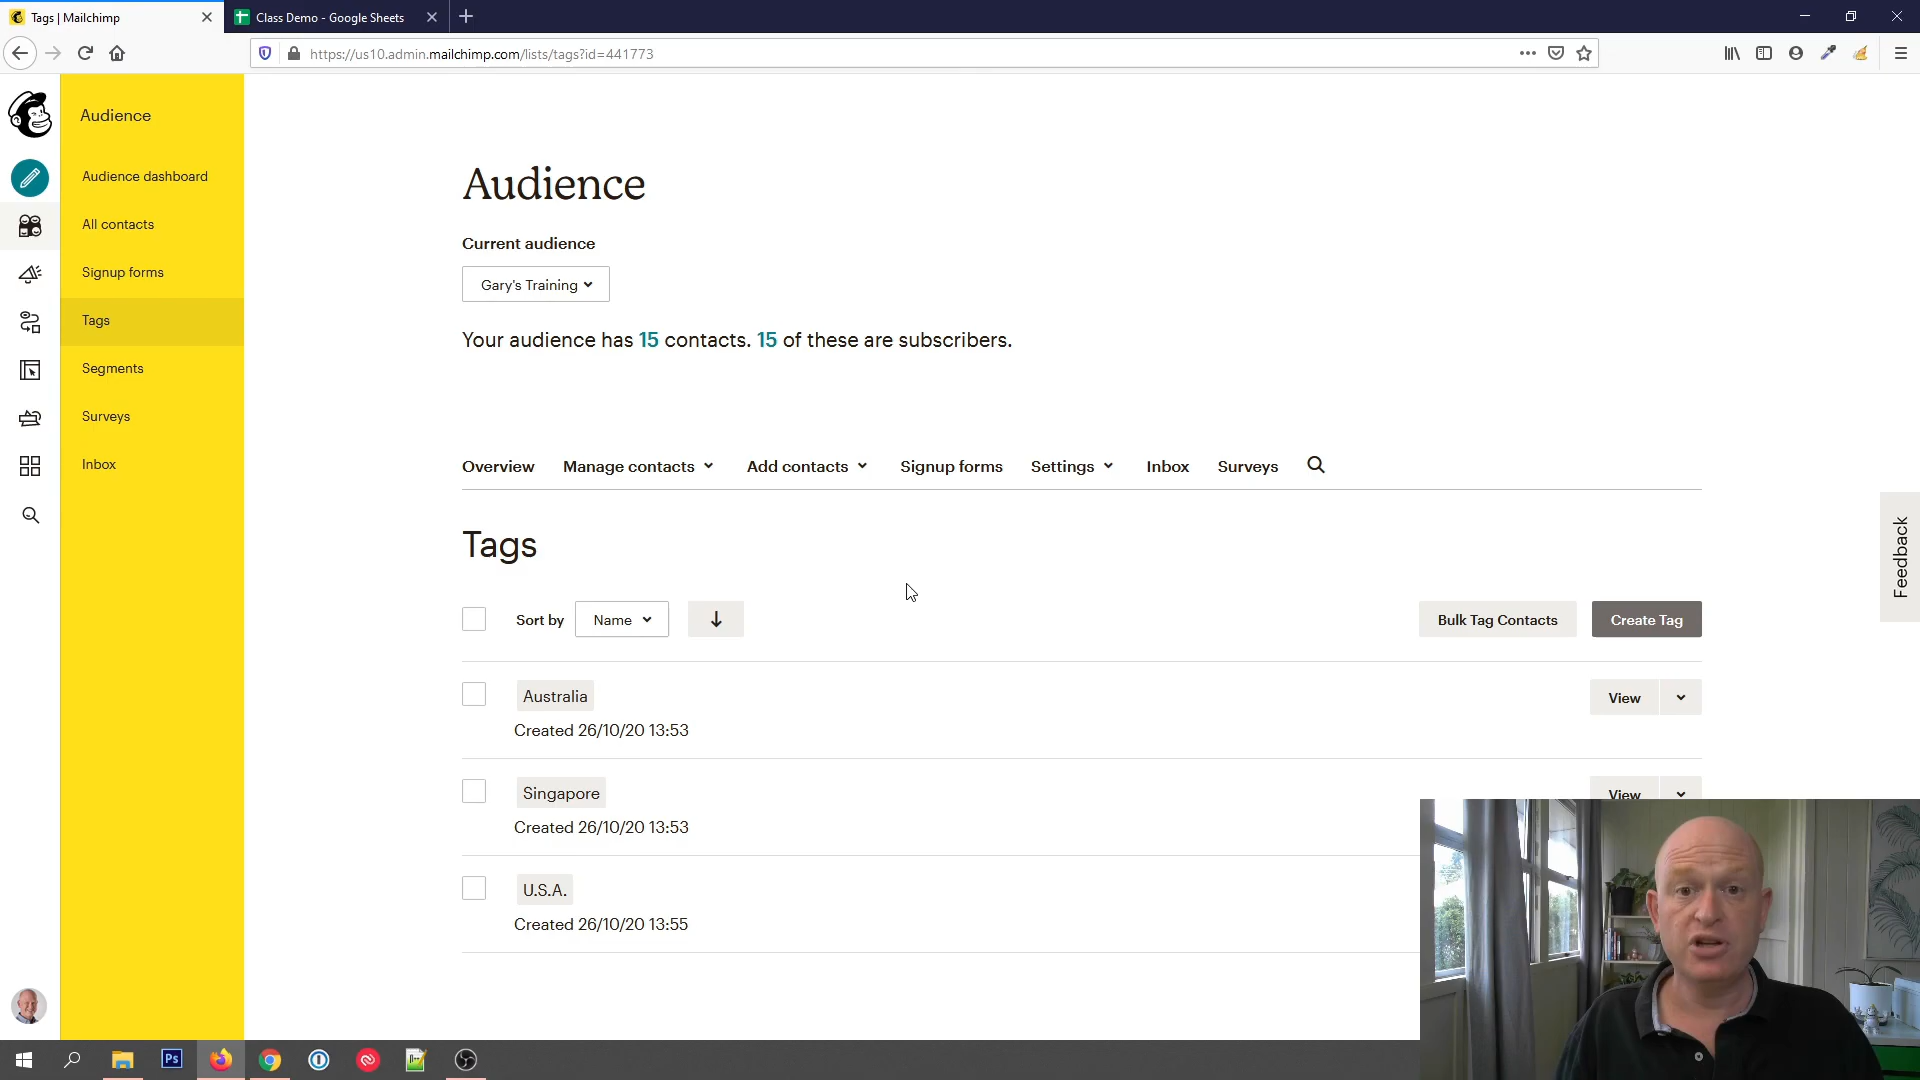 Tags | Mailchimp
Class Demo - Google Sheets
https://us10.admin.mailchimp.com/lists/tags?id=441773
Audience
Audience dashboard
All contacts
Signup forms
Tags
Segments
Surveys
Inbox
Audience
Current audience
Gary's Training
Your audience has 15 contacts. 15 of these are subscribers.
Overview Manage contacts Add contacts Signup forms Settings Inbox Surveys
Feedback
Tags
Sort by Name Bulk Tag Contacts Create Tag
Australia View
Created 26/10/20 13:53
Singapore View
Created 26/10/20 13:53
U.S.A.
Created 26/10/20 13:55
Ps